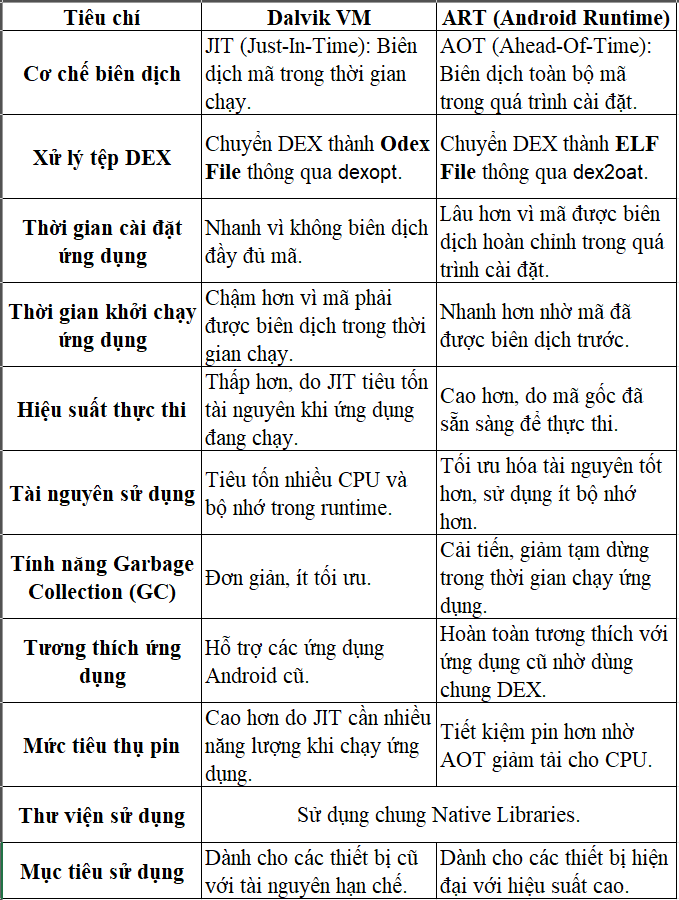 Tiêu chí
Dalvik VM
ART (Android Runtime)
Cơ chế biên dịch
JIT (Just-In-Time): Biên
dịch mã trong thời gian
chạy.
AOT (Ahead-Of-Time):
Biên dịch toàn bộ mã
trong quá trình cài đặt.
Xử lý tệp DEX
Chuyển DEX thành Odex
File thông qua dexopt.
Chuyển DEX thành ELF
File thông qua dex2oat.
Thời gian cài đặt
ứng dụng
Nhanh vì không biên dịch
đầy đủ mã.
Lâu hơn vì mã được biên
dịch hoàn chỉnh trong quá
trình cài đặt.
Thời gian khởi chạy
ứng dụng
Chậm hơn vì mã phải
được biên dịch trong thời
gian chạy.
Nhanh hơn nhờ mã đã
được biên dịch trước.
Hiệu suất thực thi
Thấp hơn, do JIT tiêu tốn
tài nguyên khi ứng dụng
đang chạy.
Cao hơn, do mã gốc đã
sẵn sàng để thực thi.
Tài nguyên sử dụng
Tiêu tốn nhiều CPU và
bộ nhớ trong runtime.
Tối ưu hóa tài nguyên tốt
hơn, sử dụng ít bộ nhớ
hơn.
Tính năng Garbage
Collection (GC)
Đơn giản, ít tối ưu.
Cải tiến, giảm tạm dừng
trong thời gian chạy ứng
dụng.
Tương thích ứng
dụng
Hỗ trợ các ứng dụng
Android cũ.
Hoàn toàn tương thích với
ứng dụng cũ nhờ dùng
chung DEX.
Mức tiêu thụ pin
Cao hơn do JIT cần nhiều
năng lượng khi chạy ứng
dụng.
Tiết kiệm pin hơn nhờ
AOT giảm tải cho CPU.
Thư viện sử dụng
Sử dụng chung Native Libraries.
Mục tiêu sử dụng
Dành cho các thiết bị cũ
với tài nguyên hạn chế.
Dành cho các thiết bị hiện
đại với hiệu suất cao.